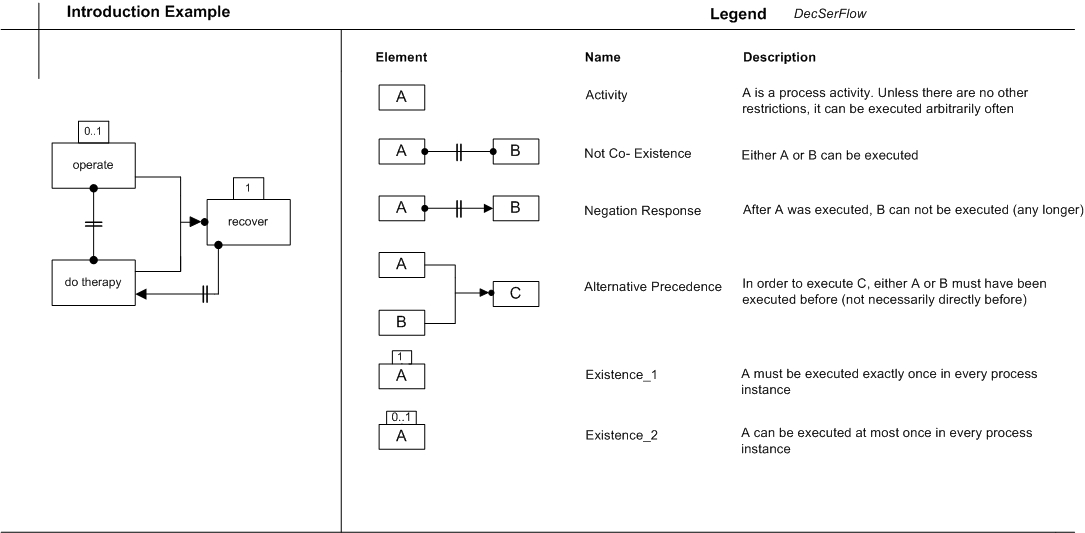 Introduction Example
0..1
operate
1
recover
do therapy
Legend DecSerFlow
Element Name Description
A Activity A is a process activity. Unless there are no other
restrictions, it can be executed arbitrarily often
A B Not Co- Existence Either A or B can be executed
A B Negation Response After A was executed, B can not be executed (any longer)
A
B
C Alternative Precedence In order to execute C, either A or B must have been
executed before (not necessarily directly before)
1
A Existence_1 A must be executed exactly once in every process
instance
0..1
A Existence_2 A can be executed at most once in every process
instance